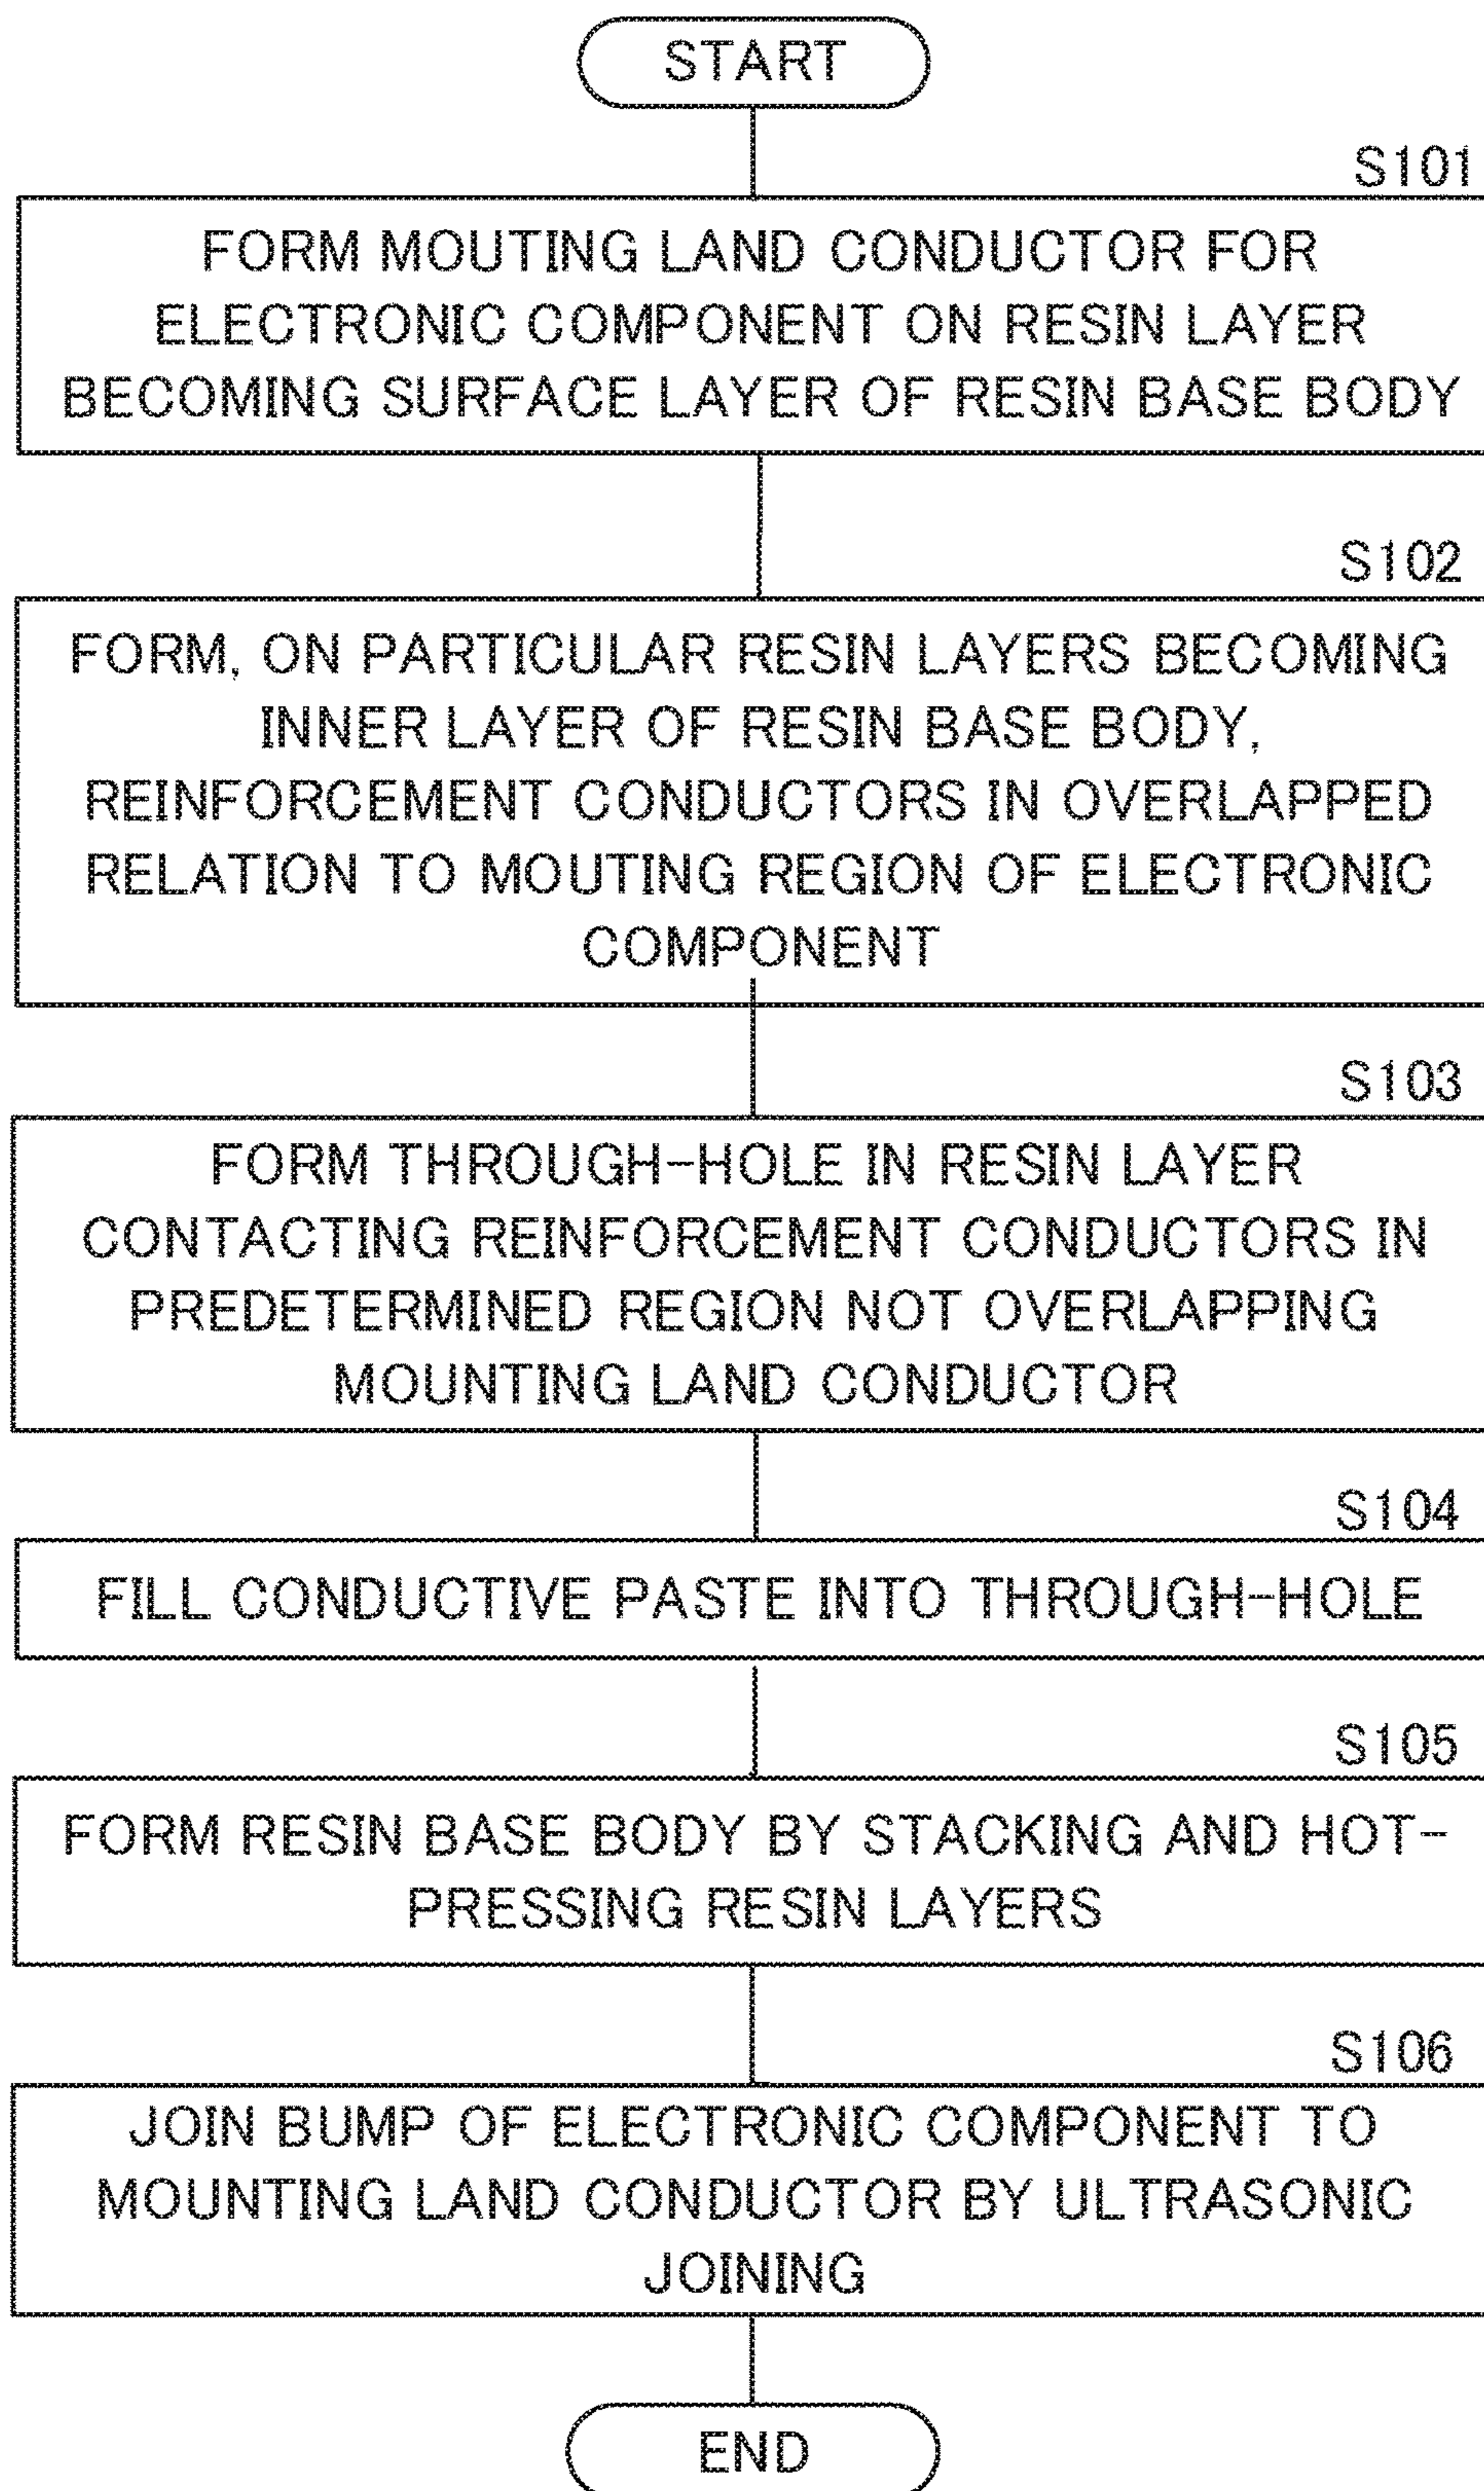 START
S101
FORM MOUTING LAND CONDUCTOR FOR
ELECTRONIC COMPONENT ON RESIN LAYER
BECOMING SURFACE LAYER OF RESIN BASE BODY
S102
FORM, ON PARTICULAR RESIN LAYERS BECOMING
INNER LAYER OF RESIN BASE BODY,
REINFORCEMENT CONDUCTORS IN OVERLAPPED
RELATION TO MOUTING REGION OF ELECTRONIC
COMPONENT
S103
FORM THROUGH-HOLE IN RESIN LAYER
CONTACTING REINFORCEMENT CONDUCTORS IN
PREDETERMINED REGION NOT OVERLAPPING
MOUNTING LAND CONDUCTOR
S104
FILL CONDUCTIVE PASTE INTO THROUGH-HOLE
S105
FORM RESIN BASE BODY BY STACKING AND HOT-
PRESSING RESIN LAYERS
S106
JOIN BUMP OF ELECTRONIC COMPONENT TO
MOUNTING LAND CONDUCTOR BY ULTRASONIC
JOINING
END